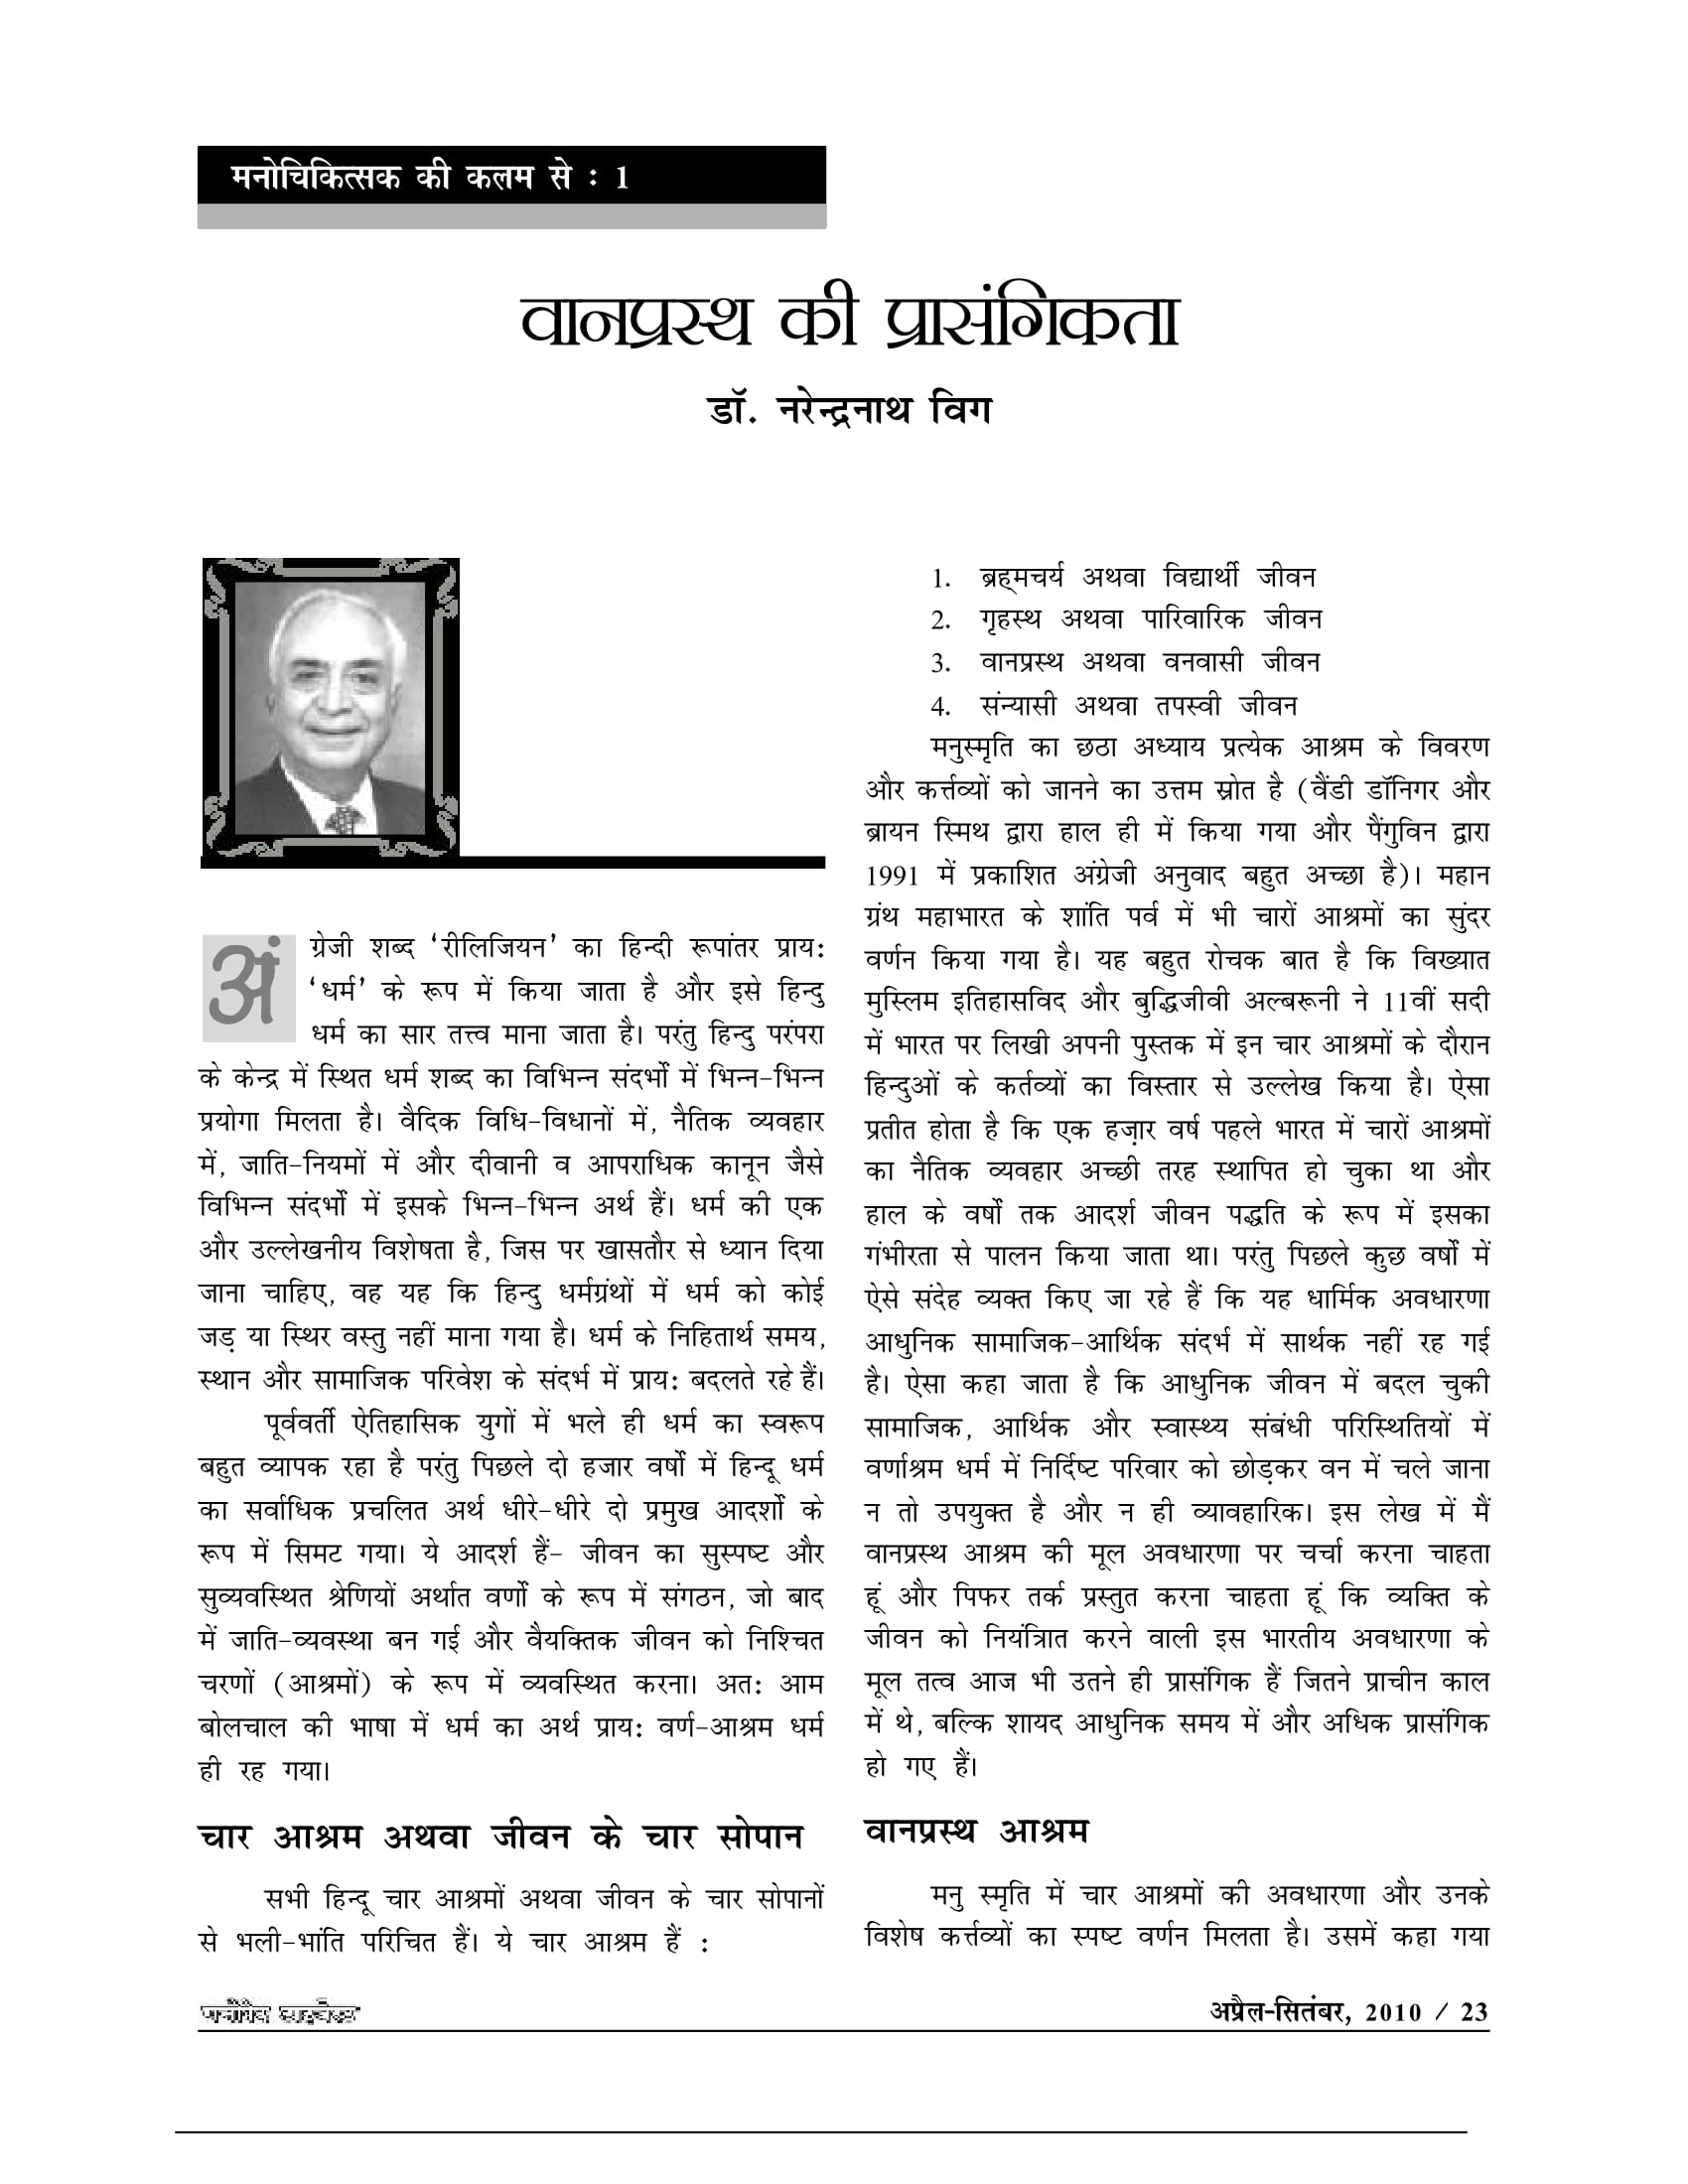 मनोचिकित्सक की कलम से : 1
वानप्रस्थ की प्रासंगिकता
डॉ. नरेन्द्रनाथ विग
अंग्रेजी शब्द ‘रीलिजियन’ का हिन्दी रूपांतर प्राय:
‘धर्म’ के रूप में किया जाता है और इसे हिन्दु
धर्म का सार तत्त्व माना जाता है। परंतु हिन्दु परंपरा
के केन्द्र में स्थित धर्म शब्द का विभिन्न संदर्भों में भिन्न-भिन्न
प्रयोगा मिलता है। वैदिक विधि-विधानों में, नैतिक व्यवहार
में, जाति-नियमों में और दीवानी व आपराधिक कानून जैसे
विभिन्न संदर्भों में इसके भिन्न-भिन्न अर्थ हैं। धर्म की एक
और उल्लेखनीय विशेषता है, जिस पर खासतौर से ध्यान दिया
जाना चाहिए, वह यह कि हिन्दु धर्मग्रंथों में धर्म को कोई
जड़ या स्थिर वस्तु नहीं माना गया है। धर्म के निहितार्थ समय,
स्थान और सामाजिक परिवेश के संदर्भ में प्राय: बदलते रहे हैं।
पूर्ववर्ती ऐतिहासिक युगों में भले ही धर्म का स्वरूप
बहुत व्यापक रहा है परंतु पिछले दो हजार वर्षों में हिन्दू धर्म
का सर्वाधिक प्रचलित अर्थ धीरे-धीरे दो प्रमुख आदर्शों के
रूप में सिमट गया। ये आदर्श हैं- जीवन का सुस्पष्ट और
सुव्यवस्थित श्रेणियों अर्थात वर्णों के रूप में संगठन, जो बाद
में जाति-व्यवस्था बन गई और वैयक्तिक जीवन को निश्चित
चरणों (आश्रमों) के रूप में व्यवस्थित करना। अत: आम
बोलचाल की भाषा में धर्म का अर्थ प्राय: वर्ण-आश्रम धर्म
ही रह गया।
चार आश्रम अथवा जीवन के चार सोपान
सभी हिन्दू चार आश्रमों अथवा जीवन के चार सोपानों
से भली-भांति परिचित हैं। ये चार आश्रम हैं :
1. ब्रह्मचर्य अथवा विद्यार्थी जीवन
2. गृहस्थ अथवा पारिवारिक जीवन
3. वानप्रस्थ अथवा वनवासी जीवन
4. संन्यासी अथवा तपस्वी जीवन
मनुस्मृति का छठा अध्याय प्रत्येक आश्रम के विवरण
और कर्त्तव्यों को जानने का उत्तम स्रोत है (वैंडी डॉनिगर और
ब्रायन स्मिथ द्वारा हाल ही में किया गया और पैंगुविन द्वारा
1991 में प्रकाशित अंग्रेजी अनुवाद बहुत अच्छा है)। महान
ग्रंथ महाभारत के शांति पर्व में भी चारों आश्रमों का सुंदर
वर्णन किया गया है। यह बहुत रोचक बात है कि विख्यात
मुस्लिम इतिहासविद और बुद्धिजीवी अल्बरूनी ने 11वीं सदी
में भारत पर लिखी अपनी पुस्तक में इन चार आश्रमों के दौरान
हिन्दुओं के कर्तव्यों का विस्तार से उल्लेख किया है। ऐसा
प्रतीत होता है कि एक हज़ार वर्ष पहले भारत में चारों आश्रमों
का नैतिक व्यवहार अच्छी तरह स्थापित हो चुका था और
हाल के वर्षों तक आदर्श जीवन पद्धति के रूप में इसका
गंभीरता से पालन किया जाता था। परंतु पिछले कुछ वर्षों में
ऐसे संदेह व्यक्त किए जा रहे हैं कि यह धार्मिक अवधारणा
आधुनिक सामाजिक-आर्थिक संदर्भ में सार्थक नहीं रह गई
है। ऐसा कहा जाता है कि आधुनिक जीवन में बदल चुकी
सामाजिक, आर्थिक और स्वास्थ्य संबंधी परिस्थितियों में
वर्णाश्रम धर्म में निर्दिष्ट परिवार को छोड़कर वन में चले जाना
न तो उपयुक्त है और न ही व्यावहारिक। इस लेख में मैं
वानप्रस्थ आश्रम की मूल अवधारणा पर चर्चा करना चाहता
हूं और पिफर तर्क प्रस्तुत करना चाहता हूं कि व्यक्ति के
जीवन को नियंत्रिात करने वाली इस भारतीय अवधारणा के
मूल तत्व आज भी उतने ही प्रासंगिक हैं जितने प्राचीन काल
में थे, बल्कि शायद आधुनिक समय में और अधिक प्रासंगिक
हो गए हैं।
वानप्रस्थ आश्रम
मनु स्मृति में चार आश्रमों की अवधारणा और उनके
विशेष कर्त्तव्यों का स्पष्ट वर्णन मिलता है। उसमें कहा गया
अप्रैल-सितंबर, 2010 / 23